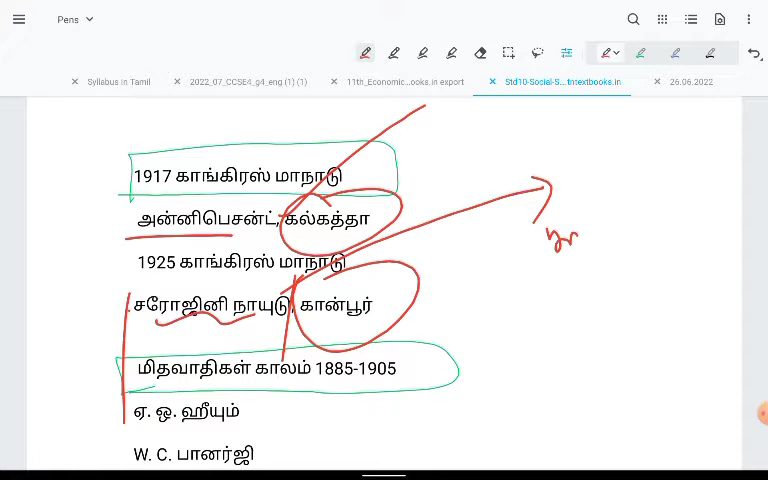 Pens
Syllabus in Tamil
2022_07_CCSE4_g4_eng (1) (1)
11th_Economic...ooks.in export
Std10-Social-S...tntextbooks.in
26.06.2022
1917 காங்கிரஸ் மாநாடு
அன்னிபெசன்ட், கல்கத்தா
1925 காங்கிரஸ் மாநாடு
சரோஜினி நாயுடு, கான்பூர்
மிதவாதிகள் காலம் 1885-1905
ஏ. ஒ. ஹீயும்
W. C. பானர்ஜி